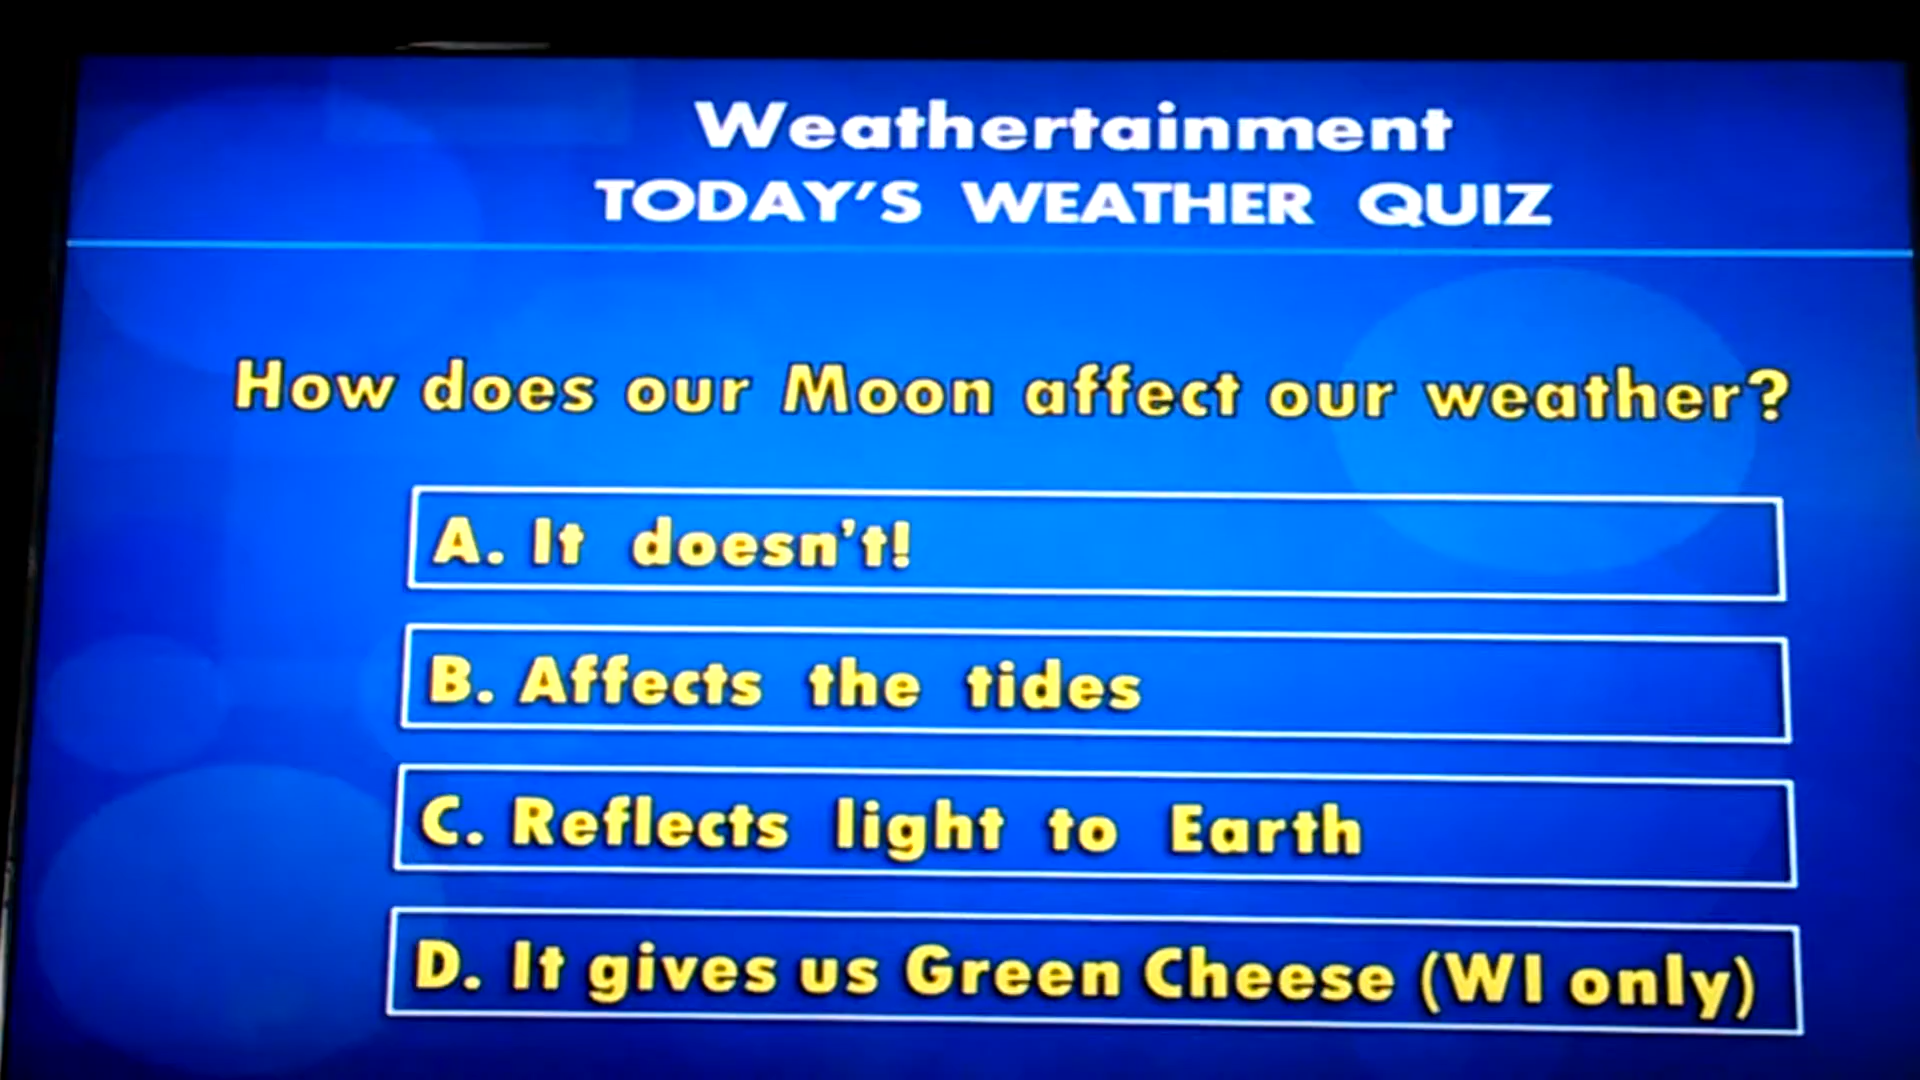 Weathertainment
TODAY'S WEATHER QUIZ
How does our Moon affect our weather?
A. It doesn't!
B. Affects the tides
C. Reflects light to Earth
D. It gives us Green Cheese (WI only)